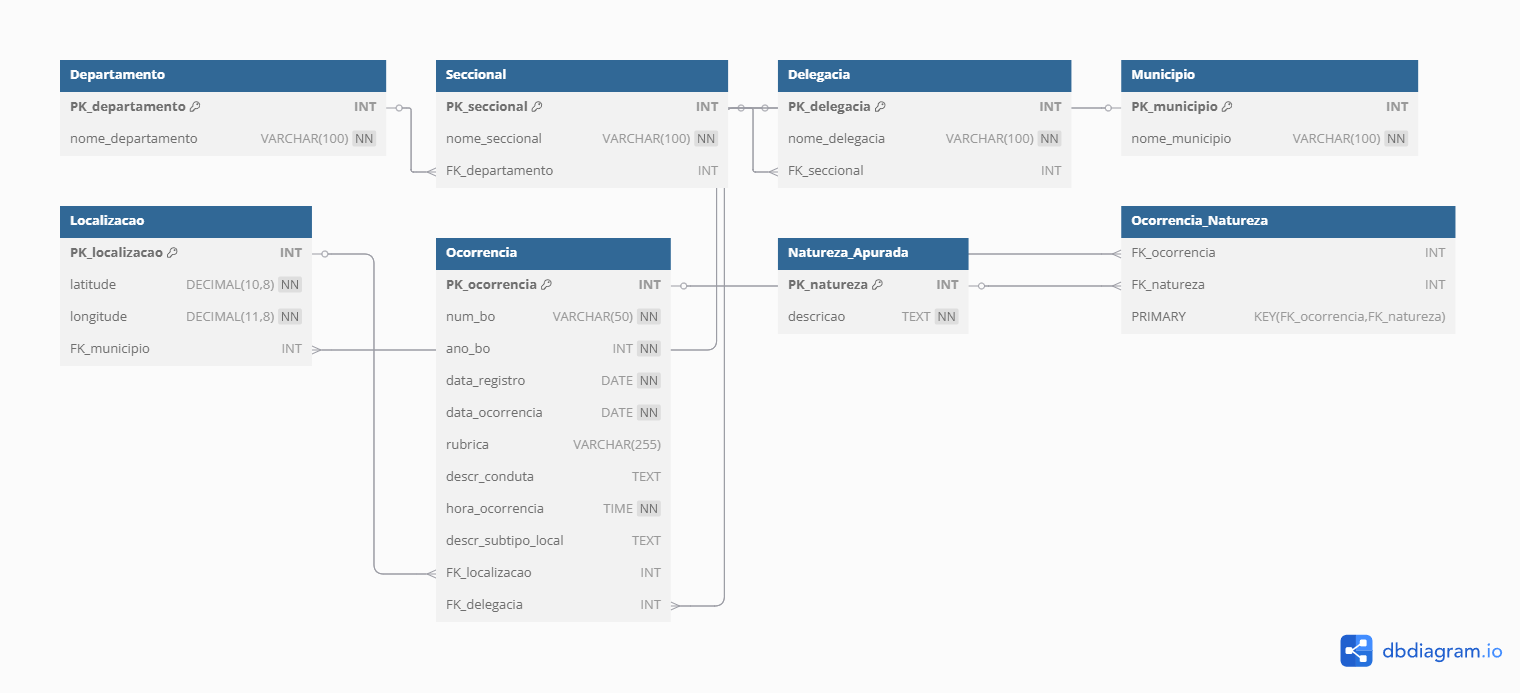 Departamento
PK_departamento INT
nome_departamento VARCHAR(100) NN
Seccional
PK_seccional INT
nome_seccional VARCHAR(100) NN
FK_departamento INT
Delegacia
PK_delegacia INT
nome_delegacia VARCHAR(100) NN
FK_seccional INT
Municipio
PK_municipio INT
nome_municipio VARCHAR(100) NN
Localizacao
PK_localizacao INT
latitude DECIMAL(10,8) NN
longitude DECIMAL(11,8) NN
FK_municipio INT
Ocorrencia
PK_ocorrencia INT
num_bo VARCHAR(50) NN
ano_bo INT NN
data_registro DATE NN
data_ocorrencia DATE NN
rubrica VARCHAR(255)
descr_conduta TEXT
hora_ocorrencia TIME NN
descr_subtipo_local TEXT
FK_localizacao INT
FK_delegacia INT
Natureza_Apurada
PK_natureza INT
descricao TEXT NN
Ocorrencia_Natureza
FK_ocorrencia INT
FK_natureza INT
PRIMARY KEY(FK_ocorrencia,FK_natureza)
dbdiagram.io